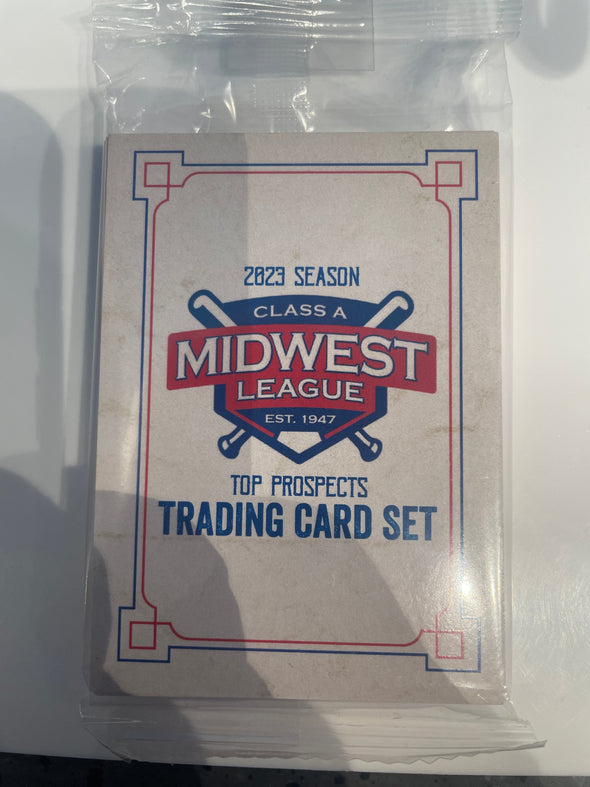 2023 SEASON
CLASS A
MIDWEST
LEAGUE
EST. 1947
TOP PROSPECTS
TRADING CARD SET